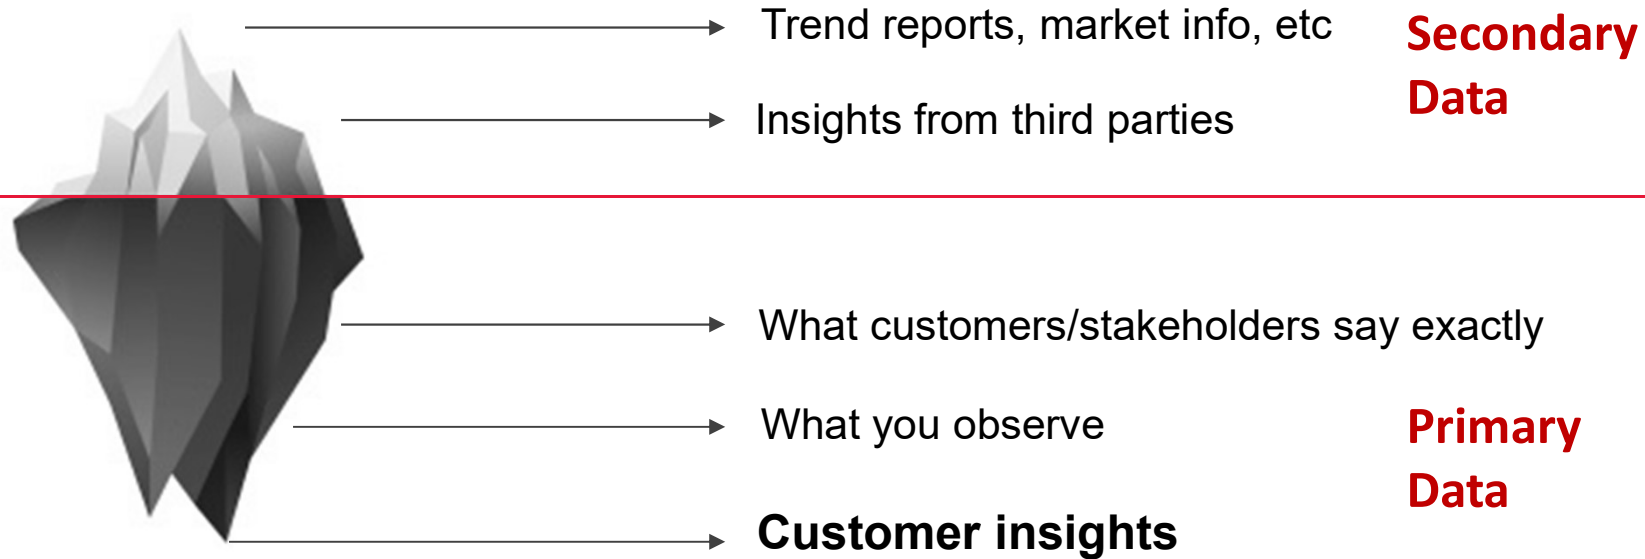 Trend reports, market info, etc
Secondary
Data
Insights from third parties
What customers/stakeholders say exactly
What you observe
Primary
Data
Customer insights